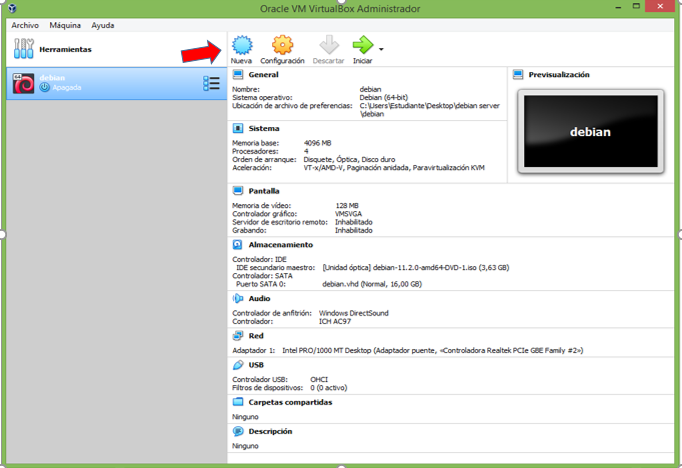 Oracle VM VirtualBox Administrador
Archivo Máquina Ayuda
Herramientas
Nueva Configuración Descartar Iniciar
64
debian
Apagada
General
Nombre: debian
Sistema operativo: Debian (64-bit)
Ubicación de archivo de preferencias: C:\Users\Estudiante\Desktop\debian server
\debian
Previsualización
debian
Sistema
Memoria base: 4096 MB
Procesadores: 4
Orden de arranque: Disquete, Óptica, Disco duro
Aceleración: VT-x/AMD-V, Paginación anidada, Paravirtualización KVM
Pantalla
Memoria de vídeo: 128 MB
Controlador gráfico: VMSVGA
Servidor de escritorio remoto: Inhabilitado
Grabando: Inhabilitado
Almacenamiento
Controlador: IDE
IDE secundario maestro: [Unidad óptica] debian-11.2.0-amd64-DVD-1.iso (3,63 GB)
Controlador: SATA
Puerto SATA 0: debian.vhd (Normal, 16,00 GB)
Audio
Controlador de anfitrión: Windows DirectSound
Controlador: ICH AC97
Red
Adaptador 1: Intel PRO/1000 MT Desktop (Adaptador puente, «Controladora Realtek PCIe GBE Family #2»)
USB
Controlador USB: OHCI
Filtros de dispositivos: 0 (0 activo)
Carpetas compartidas
Ninguno
Descripción
Ninguno